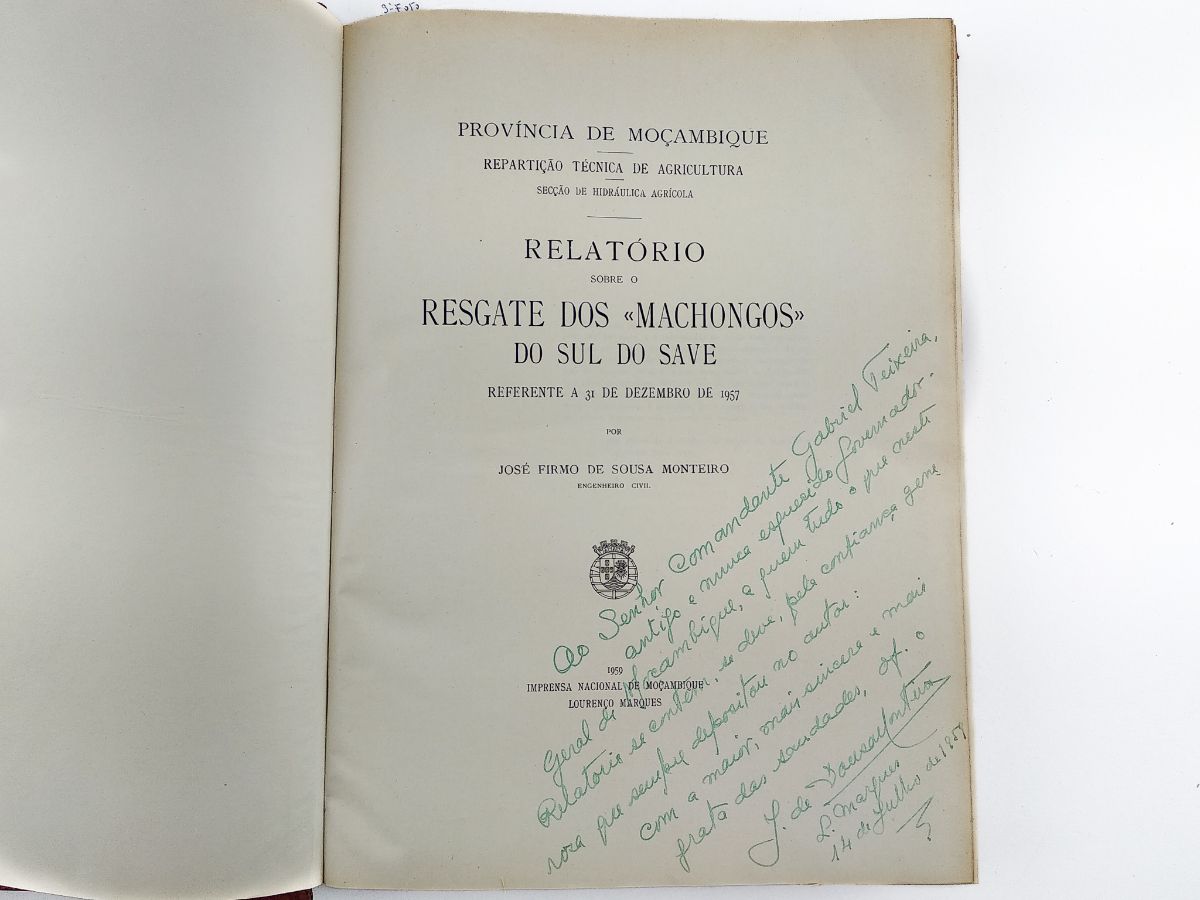 3-Foto
PROVÍNCIA DE MOÇAMBIQUE
REPARTIÇÃO TÉCNICA DE AGRICULTURA
SECÇÃO DE HIDRÁULICA AGRÍCOLA
RELATÓRIO
SOBRE O
RESGATE DOS «MACHONGOS»
DO SUL DO SAVE
REFERENTE A 31 DE DEZEMBRO DE 1957
POR
JOSÉ FIRMO DE SOUSA MONTEIRO
ENGENHEIRO CIVIL
1959
IMPRENSA NACIONAL DE MOÇAMBIQUE
LOURENÇO MARQUES
Ao Senhor Comandante Gabriel Teixeira,
antigo e nunca esquecido Governador-
Geral de Moçambique, a quem tudo o que neste
Relatorio se contém, se deve, pela confiança gene
rosa que sempre depositou no autor:
com a maior, mais sincera e mais
grata das saudades, of. o
J. de Sousa Monteiro
L. Marques
14 de Julho de 1959